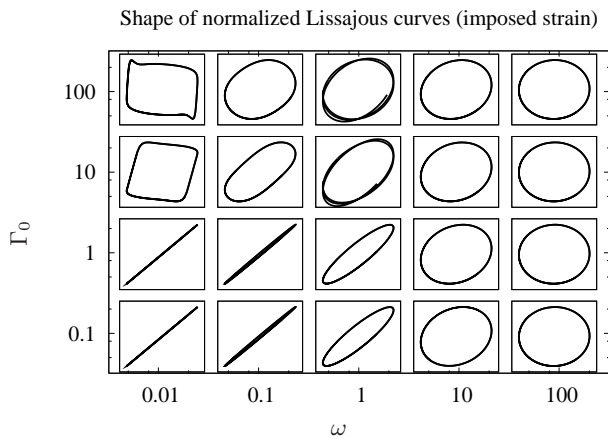 Shape of normalized Lissajous curves (imposed strain)
100
10
1
0.1
Γ₀
0.01 0.1 1 10 100
ω